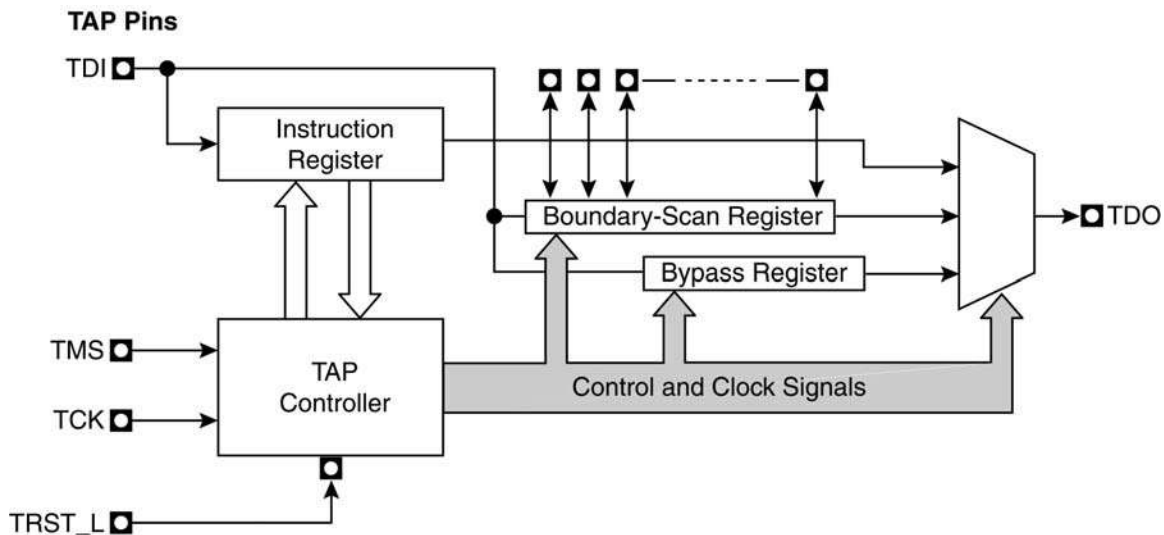 TAP Pins
TDI
Instruction
Register
Boundary-Scan Register
TDO
Bypass Register
TMS
TAP
Controller
Control and Clock Signals
TCK
TRST_L